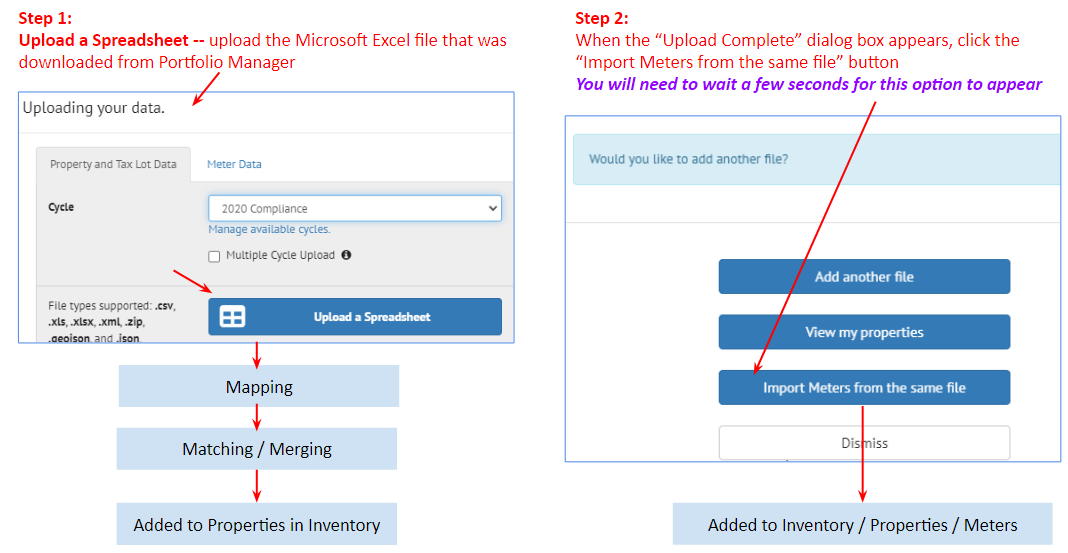 Step 1:
Upload a Spreadsheet -- upload the Microsoft Excel file that was
downloaded from Portfolio Manager
Uploading your data.
Property and Tax Lot Data
Meter Data
Cycle
2020 Compliance
Manage available cycles.
Multiple Cycle Upload
File types supported: .csv,
.xls, .xlsx, .xml, .zip,
.geojson, and .json.
Upload a Spreadsheet
Mapping
Matching / Merging
Added to Properties in Inventory
Step 2:
When the “Upload Complete” dialog box appears, click the
“Import Meters from the same file” button
You will need to wait a few seconds for this option to appear
Would you like to add another file?
Add another file
View my properties
Import Meters from the same file
Dismiss
Added to Inventory / Properties / Meters